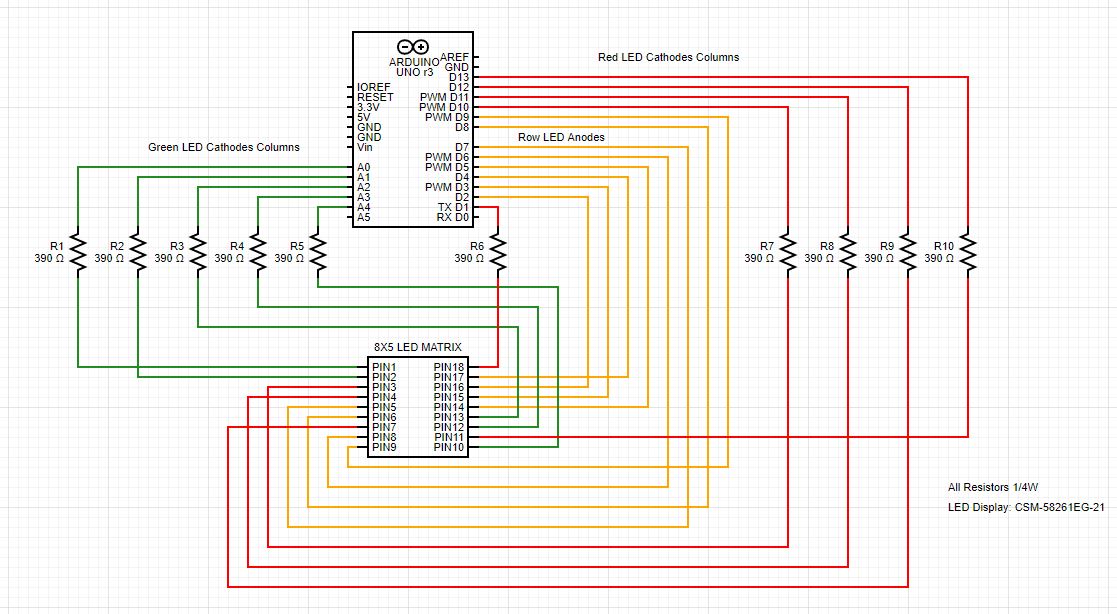 Red LED Cathodes Columns
ARDUINO
UNO r3
AREF
GND
D13
D12
PWM D11
PWM D10
PWM D9
D8
D7
PWM D6
PWM D5
D4
PWM D3
D2
TX D1
RX D0
IOREF
RESET
3.3V
5V
GND
GND
Vin
A0
A1
A2
A3
A4
A5
Row LED Anodes
Green LED Cathodes Columns
R1
390 Ω
R2
390 Ω
R3
390 Ω
R4
390 Ω
R5
390 Ω
R6
390 Ω
R7
390 Ω
R8
390 Ω
R9
390 Ω
R10
390 Ω
8X5 LED MATRIX
PIN1
PIN2
PIN3
PIN4
PIN5
PIN6
PIN7
PIN8
PIN9
PIN18
PIN17
PIN16
PIN15
PIN14
PIN13
PIN12
PIN11
PIN10
All Resistors 1/4W
LED Display: CSM-58261EG-21